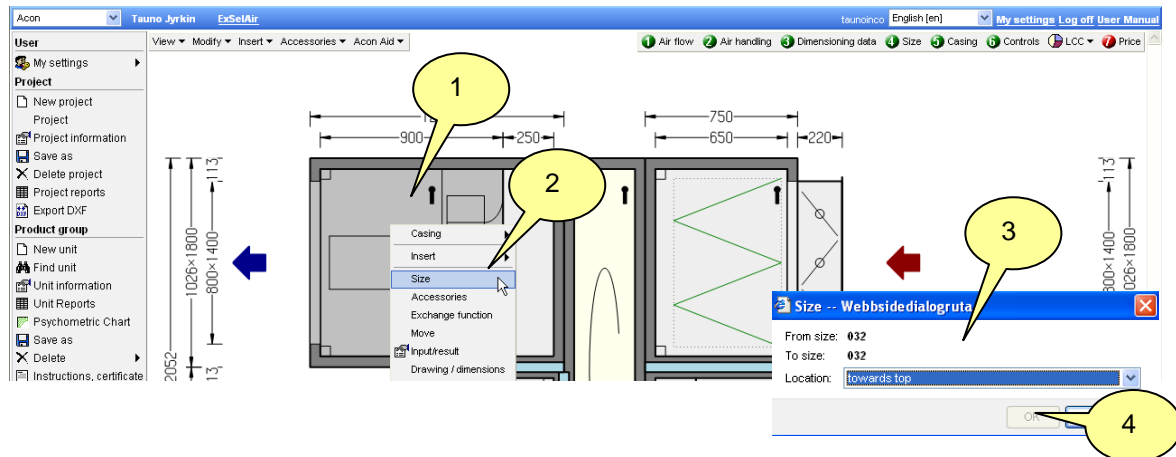 Acon Tauno Jyrkin ExSelAir taunoinco English [en] My settings Log off User Manual
User View Modify Insert Accessories Acon Aid 1 Air flow 2 Air handling 3 Dimensioning data 4 Size 5 Casing 6 Controls LCC 7 Price
My settings
Project
New project
Project
Project information
Save as
Delete project
Project reports
Export DXF
Product group
New unit
Find unit
Unit information
Unit Reports
Psychometric Chart
Save as
Delete
Instructions, certificate
1
2
3
4
750
900 250 650 220
113 113
1026×1800 800×1400 800×1400 026×1800
2052 13
Casing
Insert
Size
Accessories
Exchange function
Move
Input/result
Drawing / dimensions
Size -- Webbsidedialogruta
From size: 032
To size: 032
Location: towards top